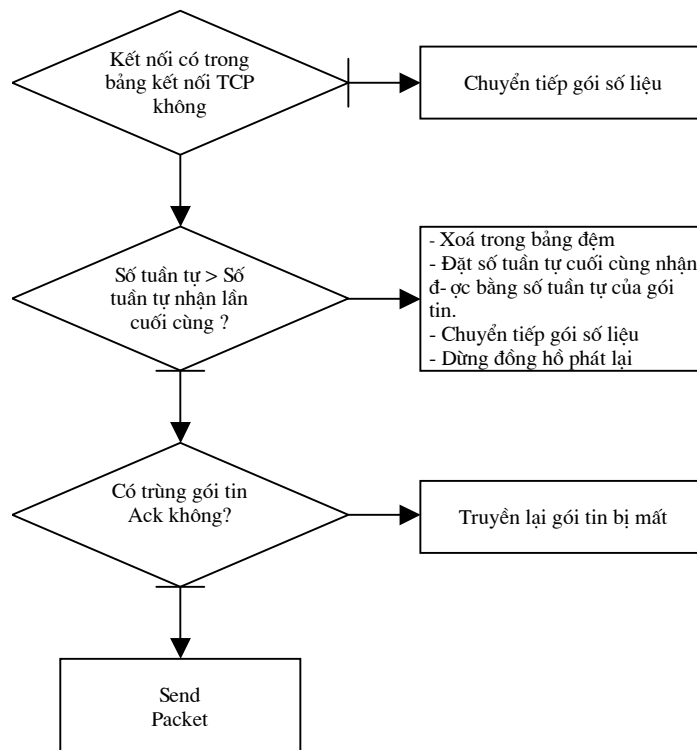 Kết nối có trong
bảng kết nối TCP
không
Chuyển tiếp gói số liệu
Số tuần tự > Số
tuần tự nhận lần
cuối cùng ?
- Xoá trong bảng đệm
- Đặt số tuần tự cuối cùng nhận
đ- ợc bằng số tuần tự của gói
tin.
- Chuyển tiếp gói số liệu
- Dừng đồng hồ phát lại
Có trùng gói tin
Ack không?
Truyền lại gói tin bị mất
Send
Packet